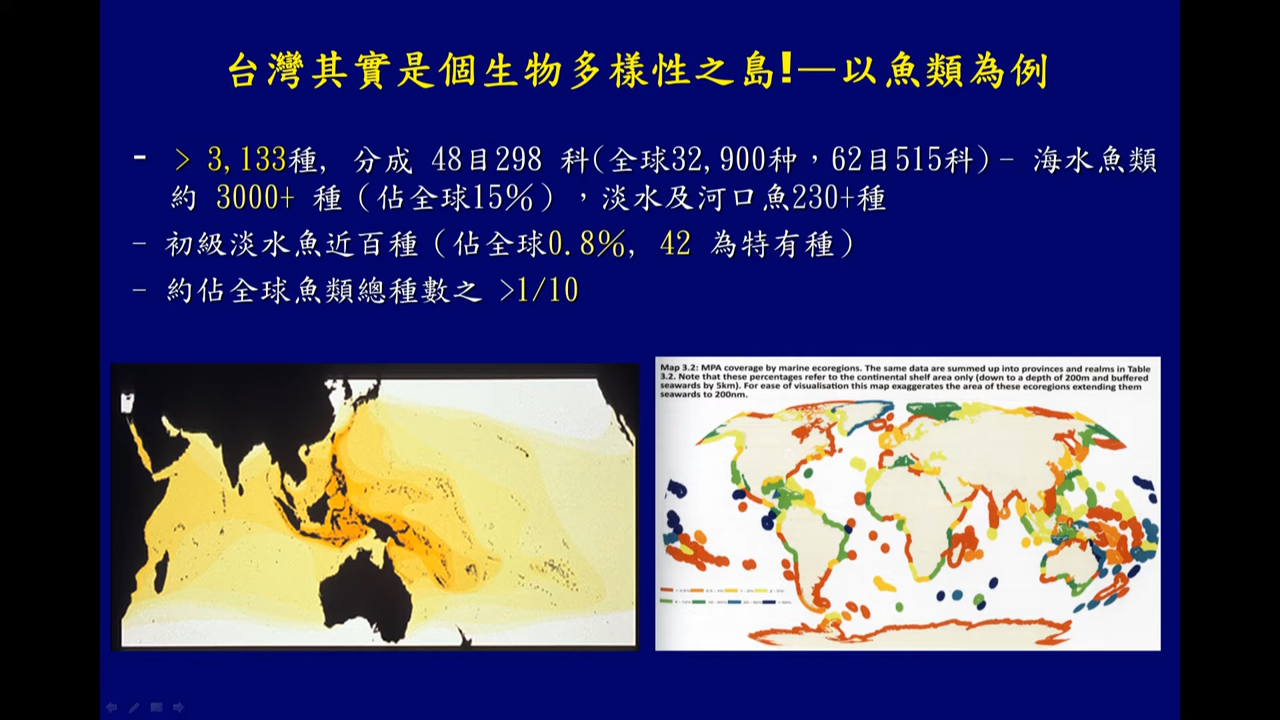 台灣其實是個生物多樣性之島!—以魚類為例
- > 3,133種, 分成 48目298 科(全球32,900种，62目515科)- 海水魚類
約 3000+ 種（佔全球15%），淡水及河口魚230+種
- 初級淡水魚近百種（佔全球0.8%, 42 為特有種）
- 約佔全球魚類總種數之 >1/10
Map 3.2: MPA coverage by marine ecoregions. The same data are summed up into provinces and realms in Table
3.2. Note that these percentages refer to the continental shelf area only (down to a depth of 200m and buffered
seawards by 5km). For ease of visualisation this map exaggerates the area of these ecoregions extending them
seawards to 200nm.